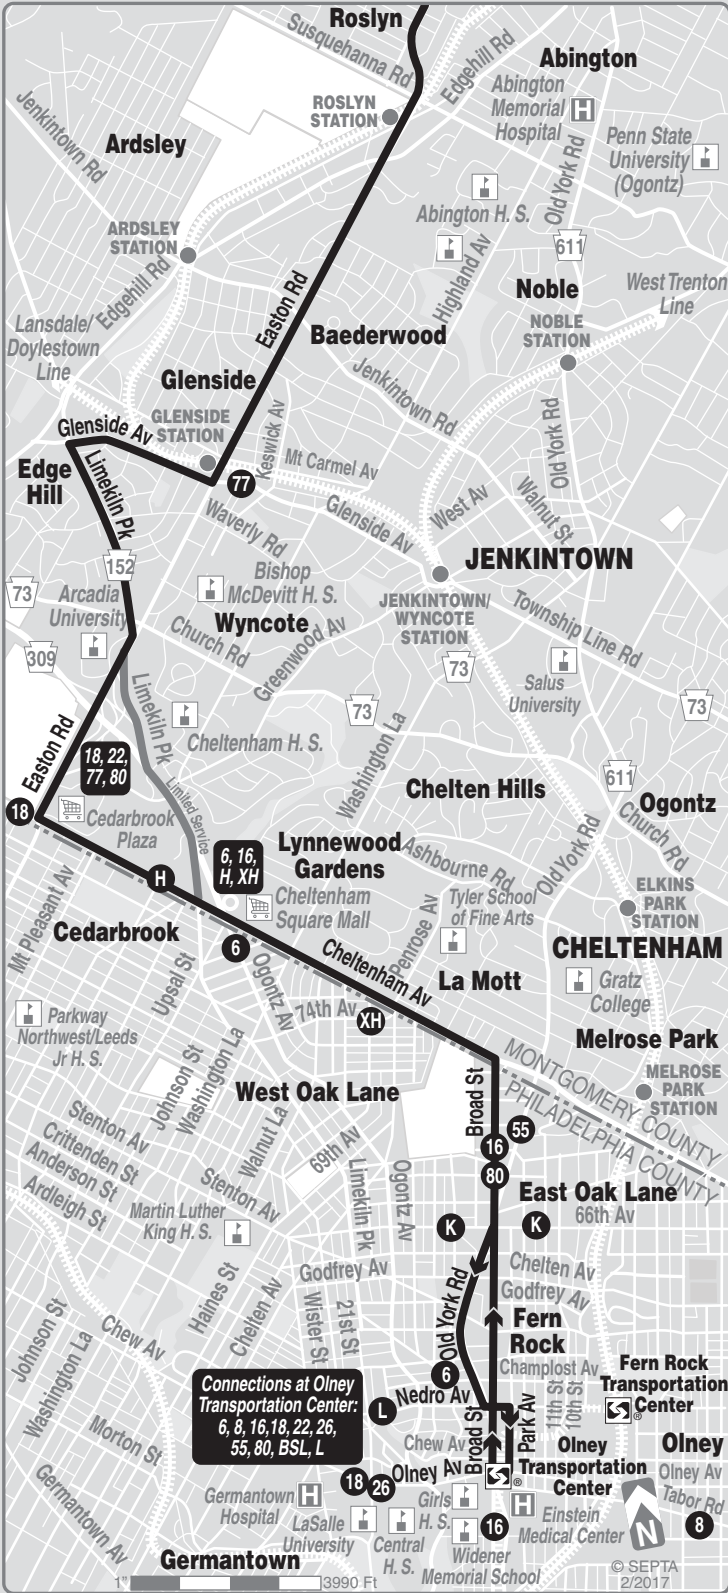 Roslyn
Susquehanna Rd
Edgehill Rd
Abington
Abington
Memorial
Hospital
H
ROSLYN
STATION
Jenkintown Rd
Ardsley
Old York Rd
Penn State
University
(Ogontz)
Abington H. S.
611
ARDSLEY
STATION
Edgehill Rd
Highland Av
Easton Rd
Noble
West Trenton
Line
NOBLE
STATION
Lansdale/
Doylestown
Line
Baederwood
Jenkintown Rd
Glenside
GLENSIDE
STATION
Keswick Av
Old York Rd
Glenside Av
Edge
Hill
Limekiln Pk
Mt Carmel Av
77
West Av
Walnut St
Waverly Rd
Glenside Av
JENKINTOWN
152
Bishop
McDevitt H. S.
73
Arcadia
University
JENKINTOWN/
WYNCOTE
STATION
Township Line Rd
Wyncote
Church Rd
Greenwood Av
309
73
Salus
University
Limekiln Pk
73
73
Easton Rd
Cheltenham H. S.
Washington La
18, 22,
77, 80
611
Chelten Hills
Ogontz
18
Cedarbrook
Plaza
Limited Service
Church Rd
Lynnewood
Gardens
Ashbourne Rd
Old York Rd
6, 16,
H, XH
H
Cheltenham
Square Mall
Tyler School
of Fine Arts
ELKINS
PARK
STATION
Mt Pleasant Av
Cedarbrook
6
Penrose Av
CHELTENHAM
Cheltenham Av
La Mott
Upsal St
Ogontz Av
Gratz
College
74th Av
XH
Parkway
Northwest/Leeds
Jr H. S.
Melrose Park
MONTGOMERY COUNTY
PHILADELPHIA COUNTY
MELROSE
PARK
STATION
Johnson St
Washington La
West Oak Lane
Broad St
Stenton Av
Crittenden St
Anderson St
Ardleigh St
Walnut La
69th Av
55
16
80
Stenton Av
Limekiln Pk
Ogontz Av
East Oak Lane
66th Av
Martin Luther
King H. S.
K
K
Godfrey Av
Chelten Av
Godfrey Av
Haines St
Chelten Av
Old York Rd
Johnson St
Washington La
Chew Av
Wister St
21st St
Fern
Rock
6
Champlost Av
Fern Rock
Transportation
Center
®
Connections at Olney
Transportation Center:
6, 8, 16,18, 22, 26,
55, 80, BSL, L
L
Nedro Av
Park Av
11th St
10th St
Morton St
Chew Av
Broad St
Olney
Transportation
Center
®
Olney
18
26
Olney Av
Olney Av
Tabor Rd
Germantown Av
Germantown
Hospital
H
Girls
H. S.
H
Einstein
Medical Center
N
8
LaSalle
University
Central
H. S.
16
Widener
Memorial School
Germantown
1"
3990 Ft
© SEPTA
2/2017